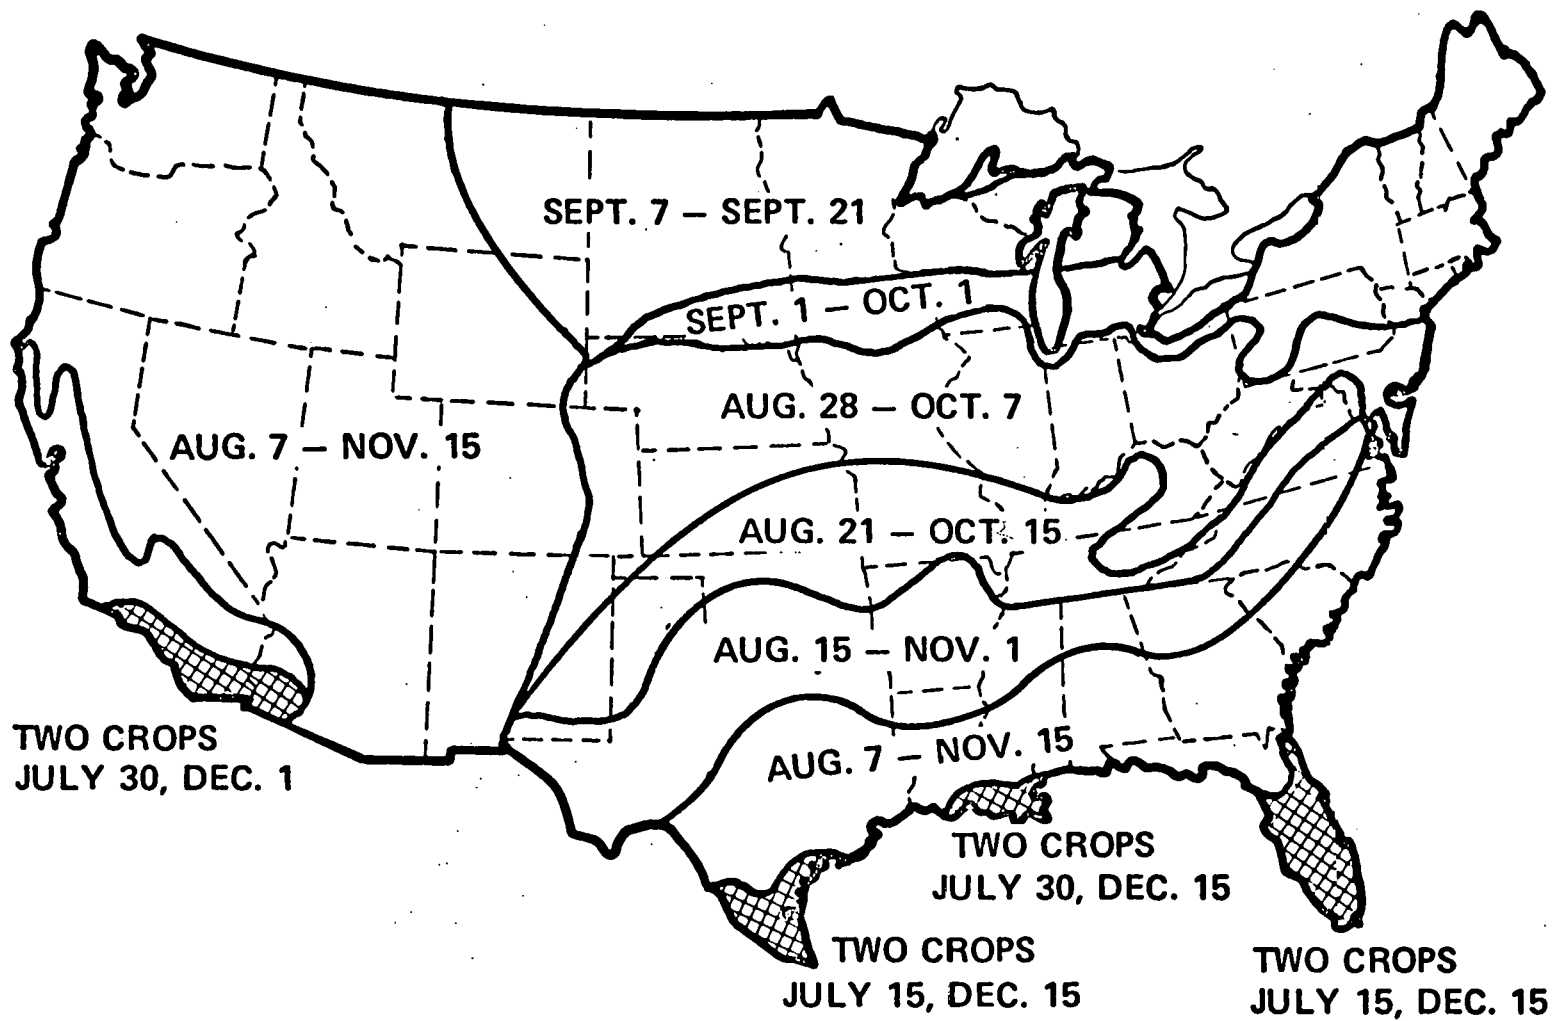 SEPT. 7 – SEPT. 21
SEPT. 1 – OCT. 1
AUG. 28 – OCT. 7
AUG. 7 – NOV. 15
AUG. 21 – OCT. 15
AUG. 15 – NOV. 1
AUG. 7 – NOV. 15
TWO CROPS
JULY 30, DEC. 1
TWO CROPS
JULY 30, DEC. 15
TWO CROPS
JULY 15, DEC. 15
TWO CROPS
JULY 15, DEC. 15